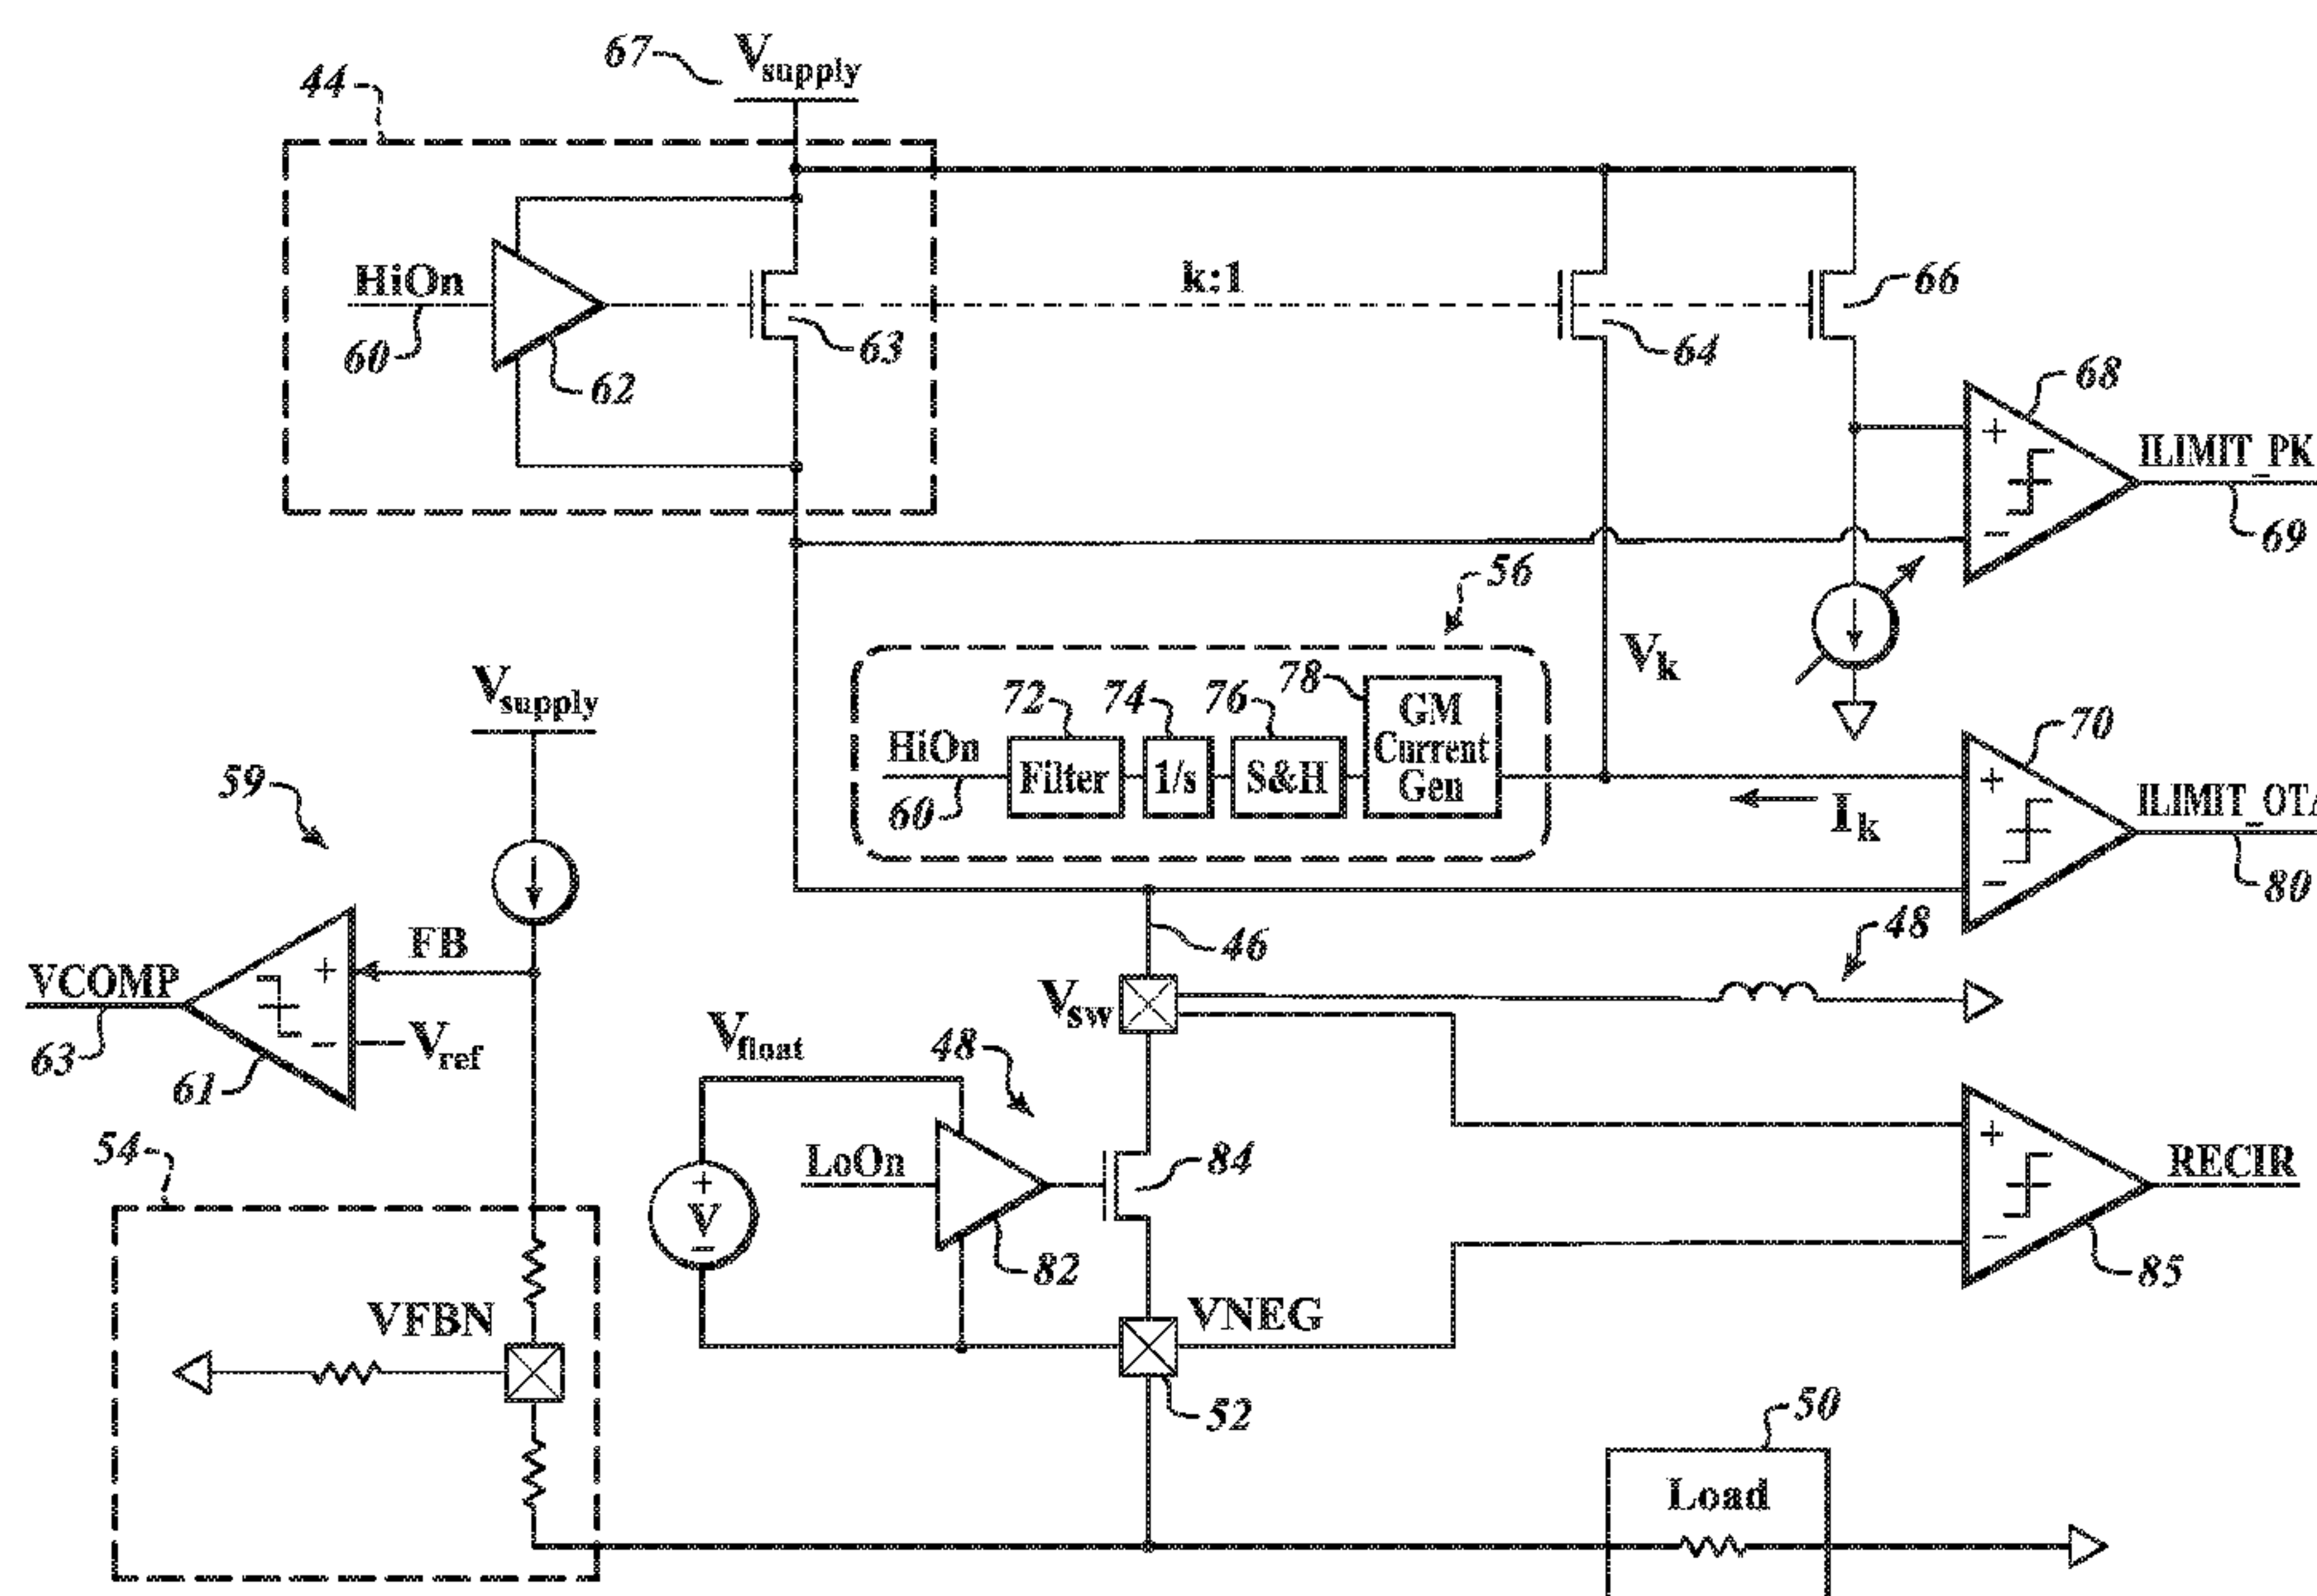 67 Vsupply
44
HiOn
60
62
63
k:1
64
66
68
+
−
ILIMIT_PK
69
56
Vk
72 74 76 78
HiOn
60
Filter
1/s
S&H
GM
Current
Gen
Ik
70
+
−
80
Vsupply
59
FB
VCOMP
63
+
−
Vref
61
46
Vsw
48
Vfloat
48
LoOn
+
V
−
82
84
+
−
RECIR
85
54
VFBN
VNEG
52
50
Load